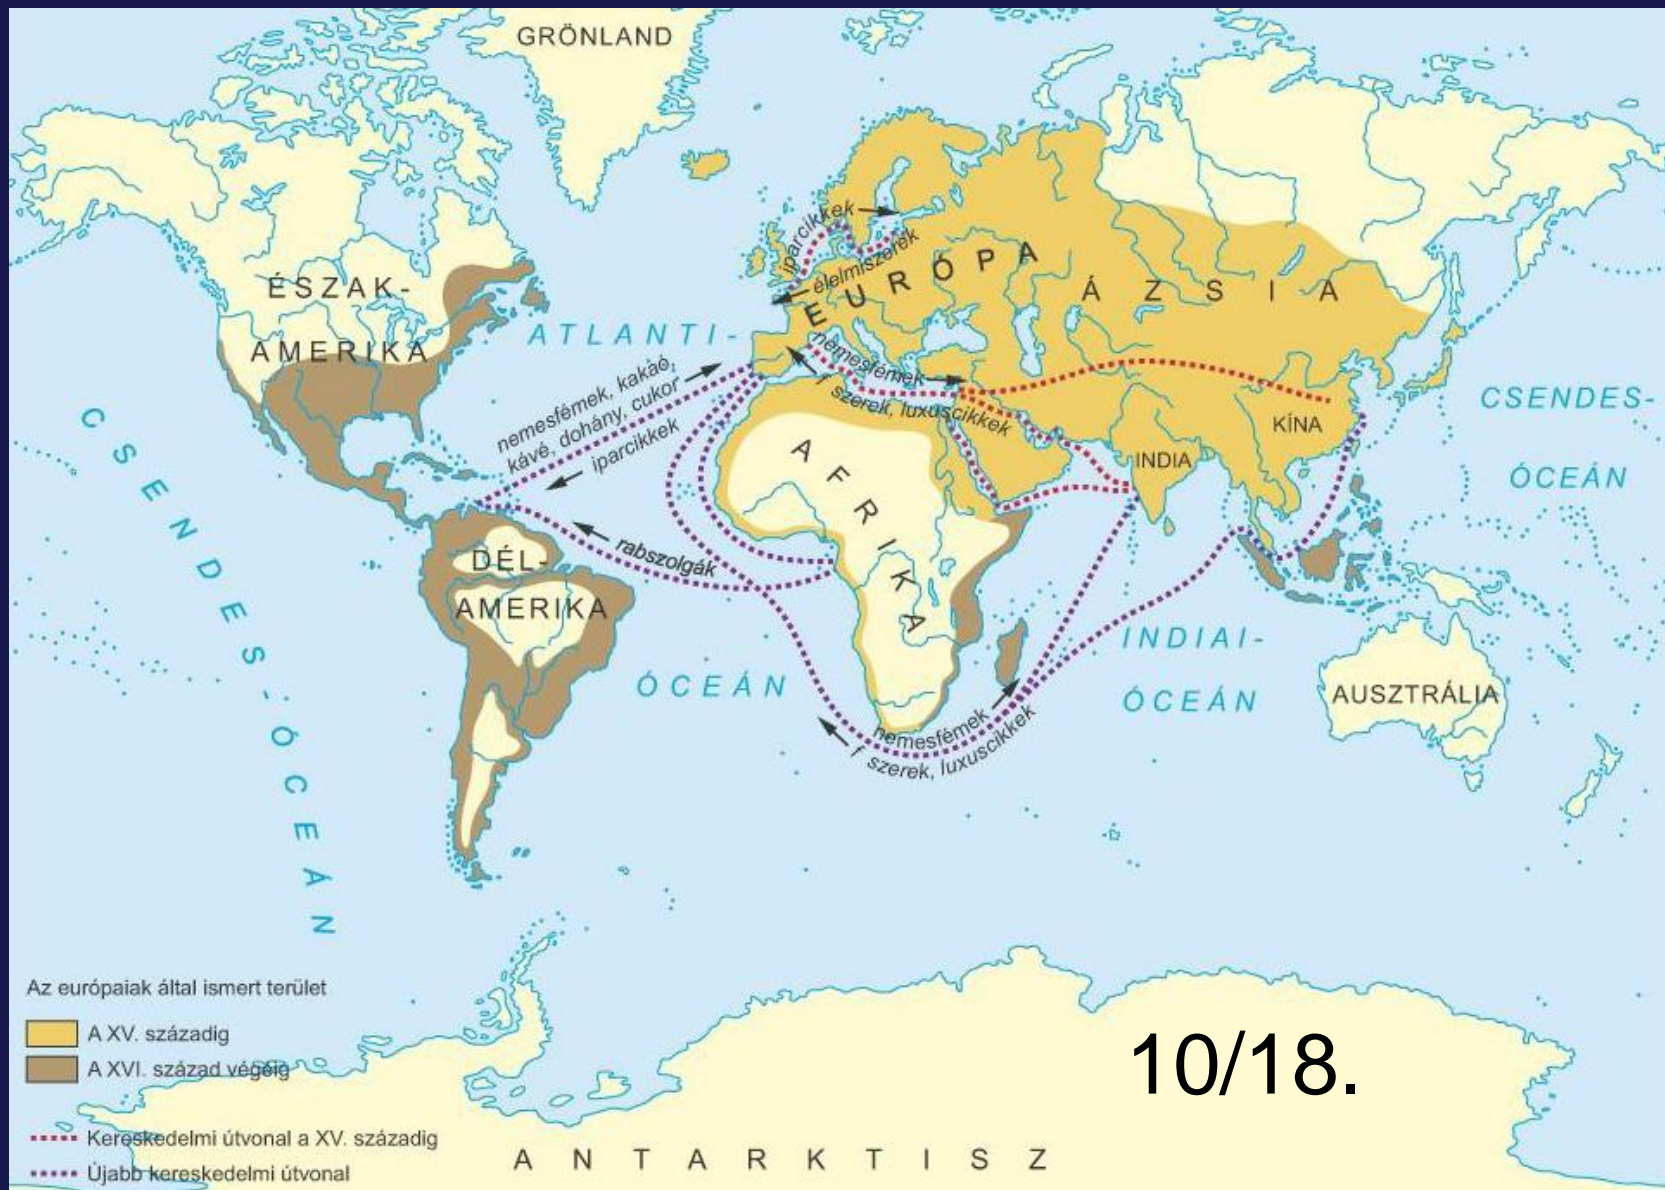 GRÖNLAND
ÉSZAK-
AMERIKA
ATLANTI-
ÓCEÁN
CSENDES-ÓCEÁN
DÉL-
AMERIKA
EURÓPA
ÁZSIA
AFRIKA
KÍNA
INDIA
CSENDES-
ÓCEÁN
INDIAI-
ÓCEÁN
AUSZTRÁLIA
iparcikkek
élelmiszerek
nemesfémek
f szerek, luxuscikkek
nemesfémek, kakaó,
kávé, dohány, cukor
iparcikkek
rabszolgák
nemesfémek
f szerek, luxuscikkek
Az európaiak által ismert terület
A XV. századig
A XVI. század végéig
Kereskedelmi útvonal a XV. századig
Újabb kereskedelmi útvonal
ANTARKTISZ
10/18.